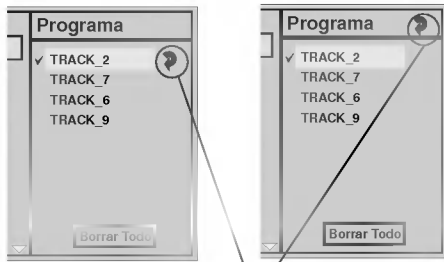 Programa
✓ TRACK_2
TRACK_7
TRACK_6
TRACK_9
Borrar Todo
Programa
✓ TRACK_2
TRACK_7
TRACK_6
TRACK_9
Borrar Todo